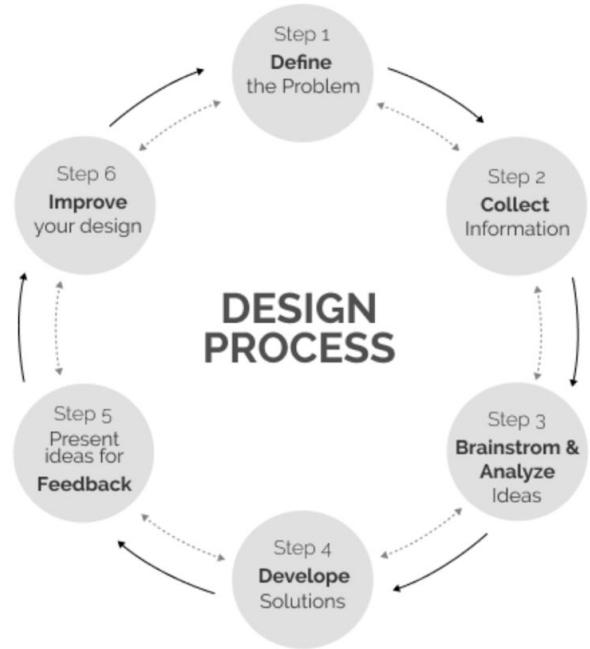 Step 1
Define
the Problem
Step 2
Collect
Information
Step 3
Brainstrom &
Analyze
Ideas
Step 4
Develope
Solutions
Step 5
Present
ideas for
Feedback
Step 6
Improve
your design
DESIGN
PROCESS